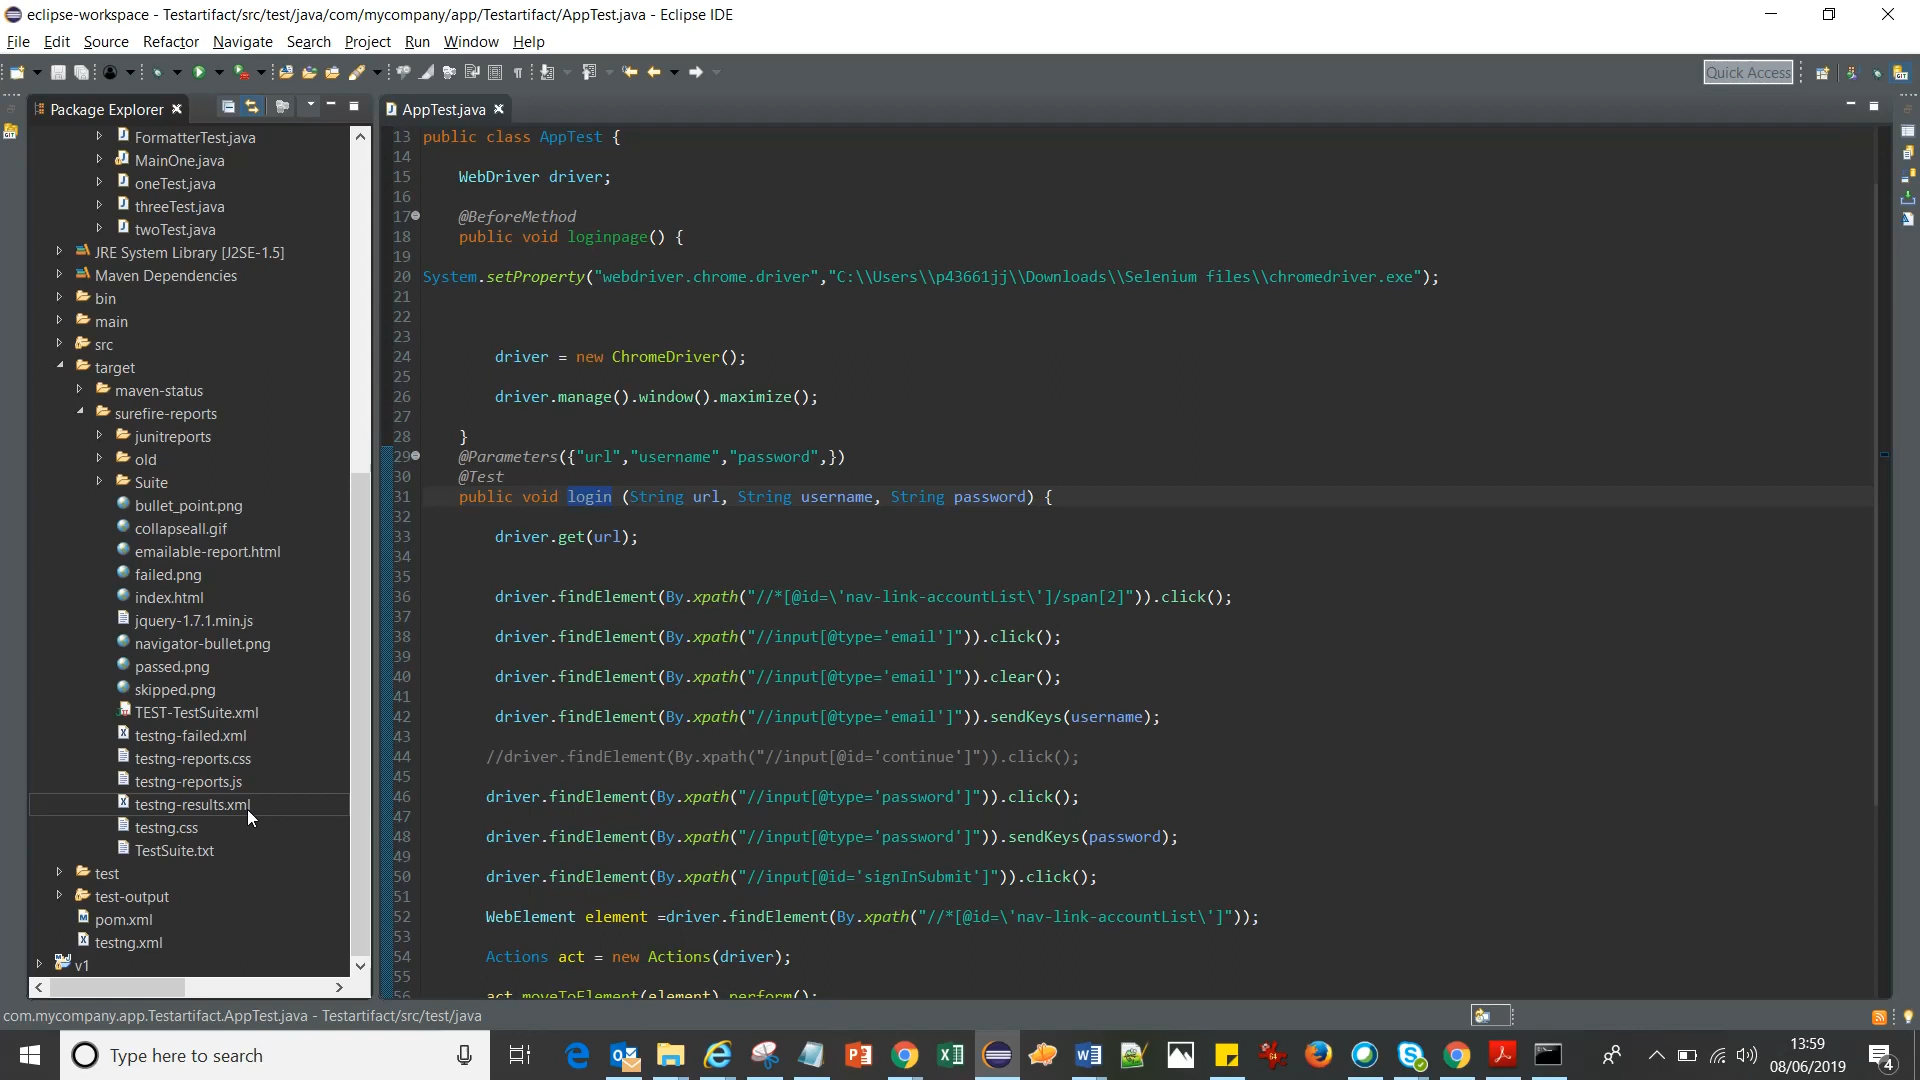 eclipse-workspace - Testartifact/src/test/java/com/mycompany/app/Testartifact/AppTest.java - Eclipse IDE
File Edit Source Refactor Navigate Search Project Run Window Help
Quick Access
Package Explorer
FormatterTest.java
MainOne.java
oneTest.java
threeTest.java
twoTest.java
JRE System Library [J2SE-1.5]
Maven Dependencies
bin
main
src
target
maven-status
surefire-reports
junitreports
old
Suite
bullet_point.png
collapseall.gif
emailable-report.html
failed.png
index.html
jquery-1.7.1.min.js
navigator-bullet.png
passed.png
skipped.png
TEST-TestSuite.xml
testng-failed.xml
testng-reports.css
testng-reports.js
testng-results.xml
testng.css
TestSuite.txt
test
test-output
pom.xml
testng.xml
v1
AppTest.java
13 public class AppTest {
14
15 WebDriver driver;
16
17 @BeforeMethod
18 public void loginpage() {
19
20 System.setProperty("webdriver.chrome.driver","C:\\Users\\p43661jj\\Downloads\\Selenium files\\chromedriver.exe");
21
22
23
24 driver = new ChromeDriver();
25
26 driver.manage().window().maximize();
27
28 }
29 @Parameters({"url","username","password",})
30 @Test
31 public void login (String url, String username, String password) {
32
33 driver.get(url);
34
35
36 driver.findElement(By.xpath("//*[@id=\'nav-link-accountList\']/span[2]")).click();
37
38 driver.findElement(By.xpath("//input[@type='email']")).click();
39
40 driver.findElement(By.xpath("//input[@type='email']")).clear();
41
42 driver.findElement(By.xpath("//input[@type='email']")).sendKeys(username);
43
44 //driver.findElement(By.xpath("//input[@id='continue']")).click();
45
46 driver.findElement(By.xpath("//input[@type='password']")).click();
47
48 driver.findElement(By.xpath("//input[@type='password']")).sendKeys(password);
49
50 driver.findElement(By.xpath("//input[@id='signInSubmit']")).click();
51
52 WebElement element =driver.findElement(By.xpath("//*[@id=\'nav-link-accountList\']"));
53
54 Actions act = new Actions(driver);
55
56 act.moveToElement(element).perform();
com.mycompany.app.Testartifact.AppTest.java - Testartifact/src/test/java
Type here to search
13:59
08/06/2019
4